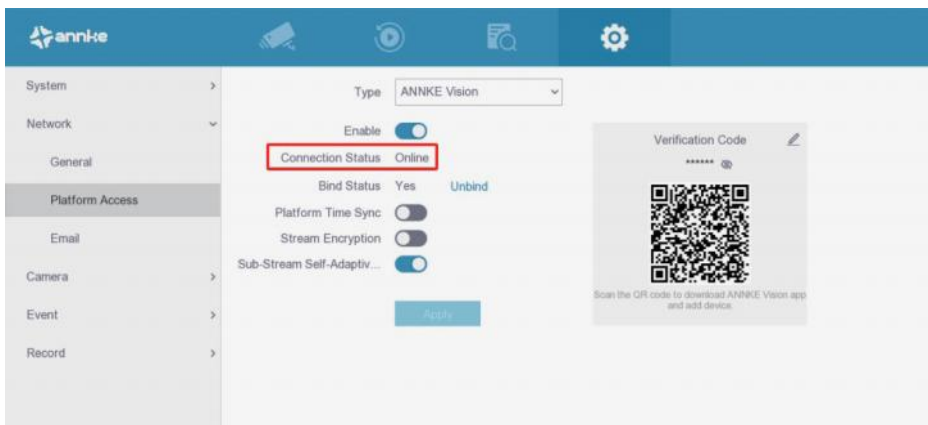 annke
System
Network
General
Platform Access
Email
Camera
Event
Record
Type ANNKE Vision
Enable
Connection Status Online
Bind Status Yes Unbind
Platform Time Sync
Stream Encryption
Sub-Stream Self-Adaptiv...
Apply
Verification Code
******
Scan the QR code to download ANNKE Vision app
and add device.